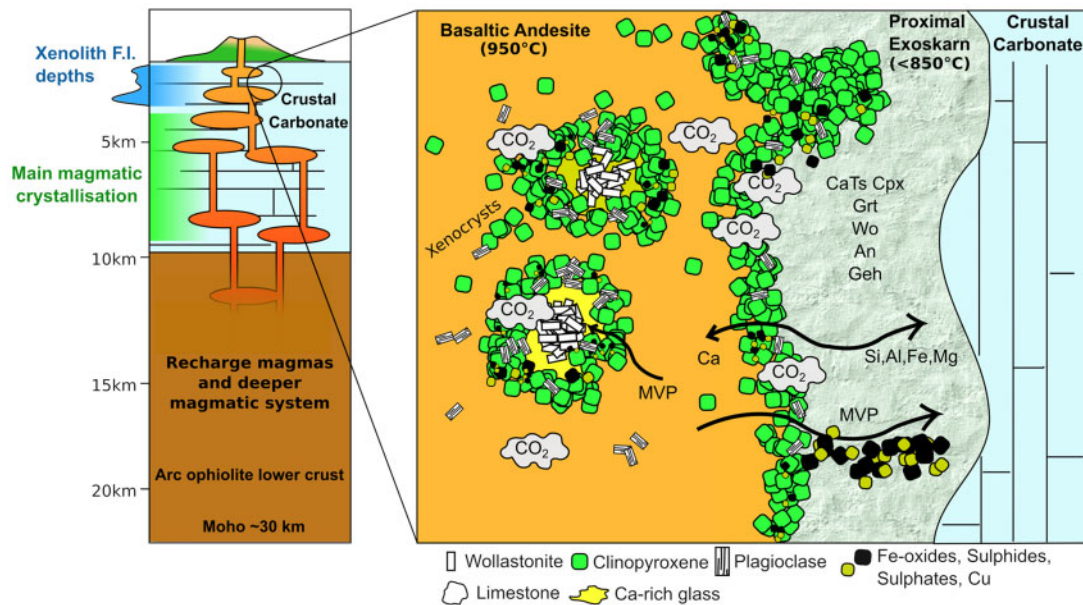 Xenolith F.I.
depths
Crustal
Carbonate
5km
Main magmatic
crystallisation
10km
Recharge magmas
and deeper
magmatic system
15km
Arc ophiolite lower crust
20km
Moho ~30 km
Basaltic Andesite
(950°C)
Proximal
Exoskarn
(<850°C)
Crustal
Carbonate
CO2
CO2
CO2
CaTs Cpx
Grt
Wo
An
Geh
Xenocrysts
CO2
CO2
Ca
Si,Al,Fe,Mg
CO2
MVP
MVP
CO2
Wollastonite
Clinopyroxene
Plagioclase
Fe-oxides, Sulphides,
Sulphates, Cu
Limestone
Ca-rich glass